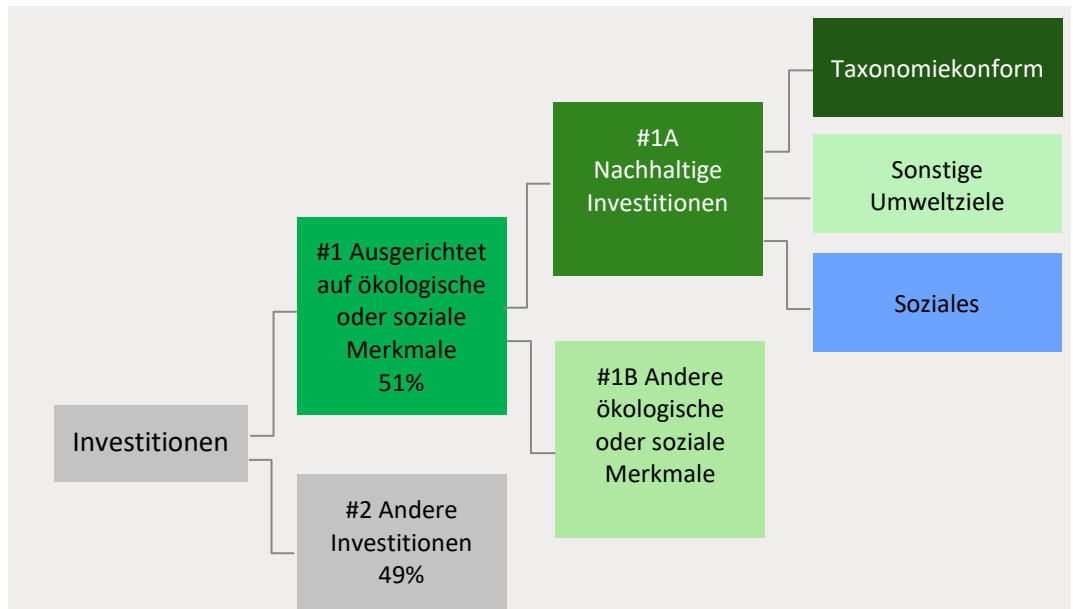 Investitionen
#1 Ausgerichtet
auf ökologische
oder soziale
Merkmale
51%
#2 Andere
Investitionen
49%
#1A
Nachhaltige
Investitionen
#1B Andere
ökologische
oder soziale
Merkmale
Taxonomiekonform
Sonstige
Umweltziele
Soziales